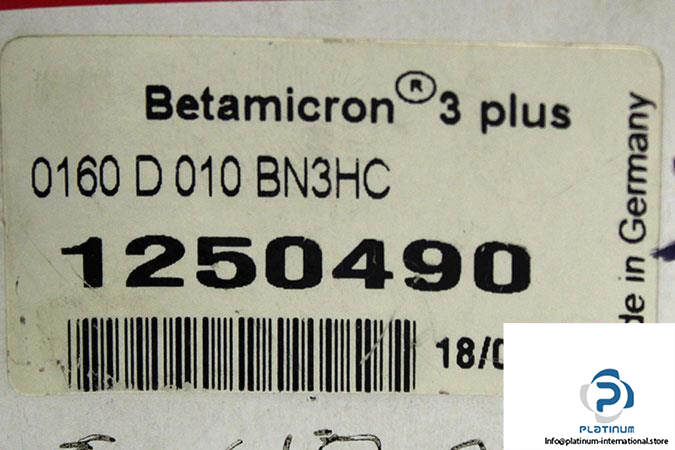 Betamicron® 3 plus
0160 D 010 BN3HC
1250490
18/0
de in Germany
PLATINUM
Info@platinum-international.store